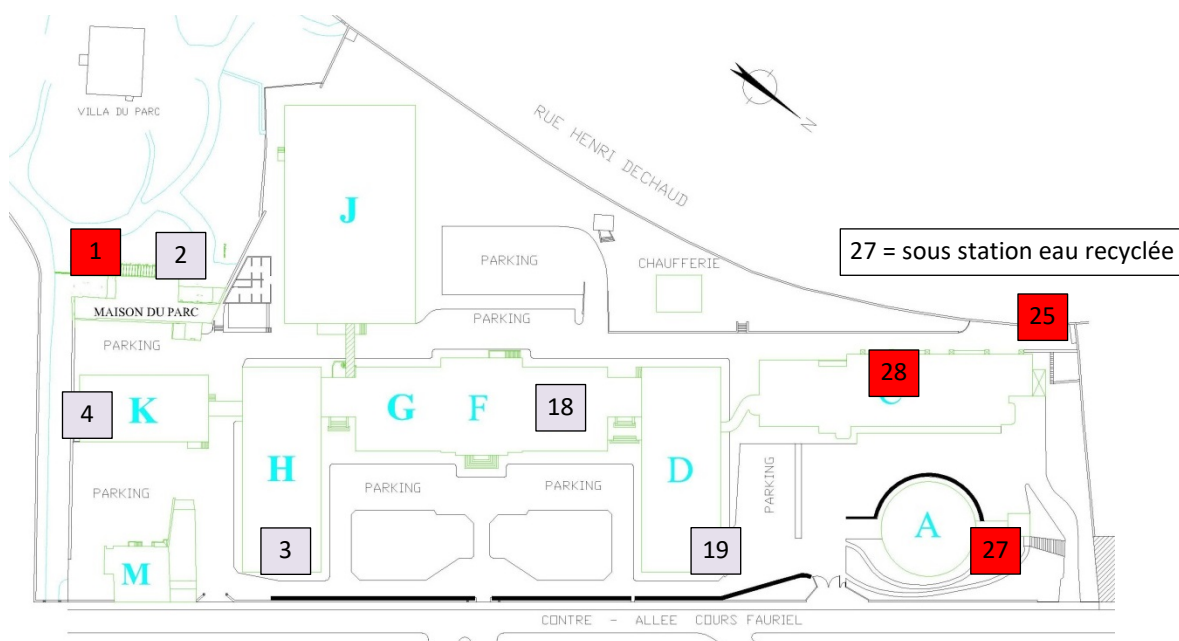 VILLA DU PARC
N
RUE HENRI DECHAUD
J
1
2
PARKING
CHAUFFERIE
27 = sous station eau recyclée
MAISON DU PARC
PARKING
25
PARKING
28
4
K
G
F
18
H
D
PARKING
PARKING
PARKING
PARKING
A
3
19
27
M
CONTRE - ALLEE COURS FAURIEL